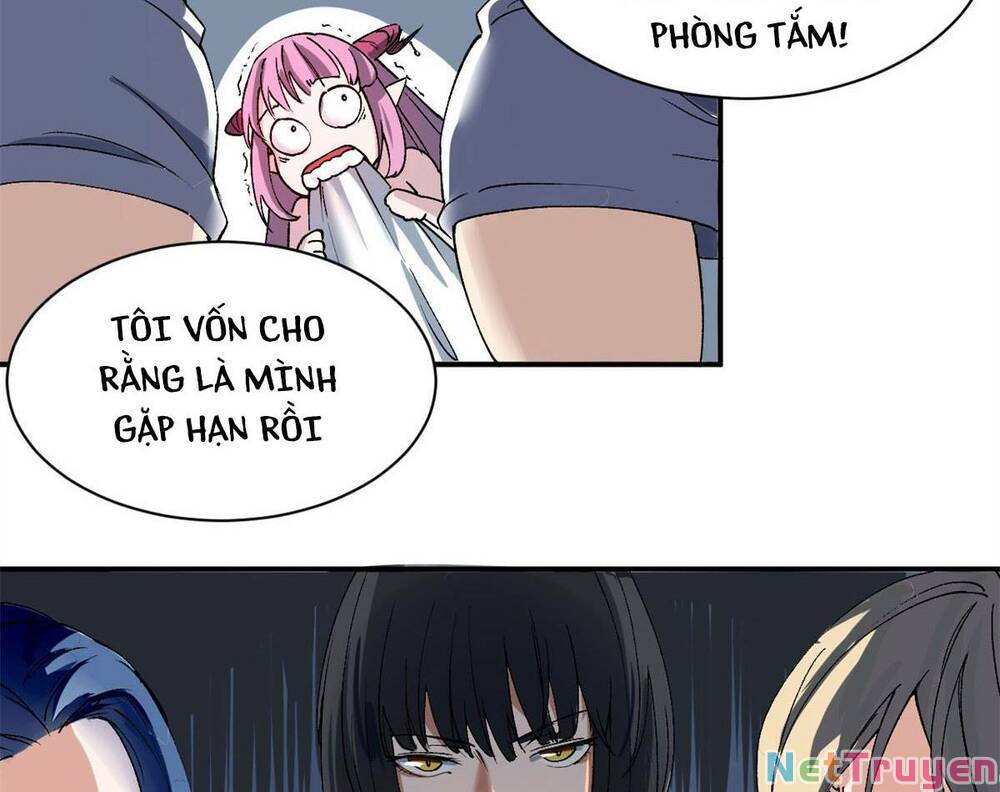 PHÒNG TẮM!
TÔI VỐN CHO
RẰNG LÀ MÌNH
GẶP HẠN RỒI
NetTruyen